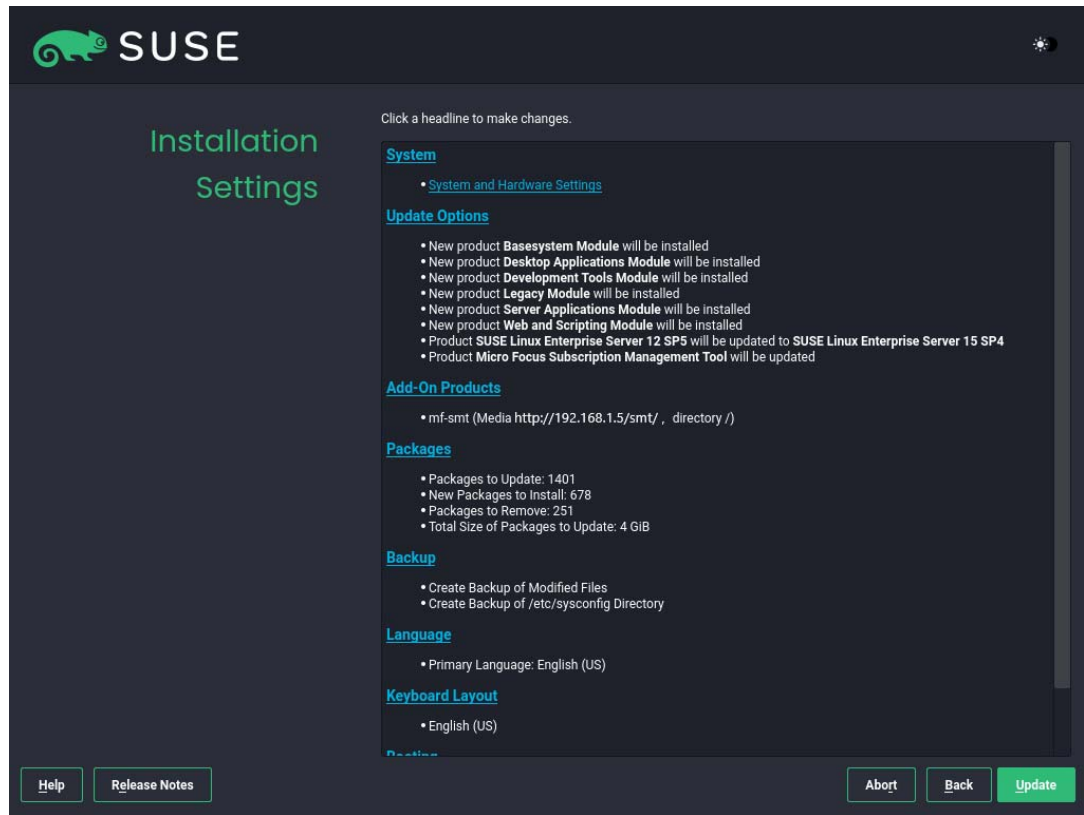 SUSE
Installation
Settings
Click a headline to make changes.
System
• System and Hardware Settings
Update Options
• New product Basesystem Module will be installed
• New product Desktop Applications Module will be installed
• New product Development Tools Module will be installed
• New product Legacy Module will be installed
• New product Server Applications Module will be installed
• New product Web and Scripting Module will be installed
• Product SUSE Linux Enterprise Server 12 SP5 will be updated to SUSE Linux Enterprise Server 15 SP4
• Product Micro Focus Subscription Management Tool will be updated
Add-On Products
• mf-smt (Media http://192.168.1.5/smt/ , directory /)
Packages
• Packages to Update: 1401
• New Packages to Install: 678
• Packages to Remove: 251
• Total Size of Packages to Update: 4 GiB
Backup
• Create Backup of Modified Files
• Create Backup of /etc/sysconfig Directory
Language
• Primary Language: English (US)
Keyboard Layout
• English (US)
Help Release Notes Abort Back Update